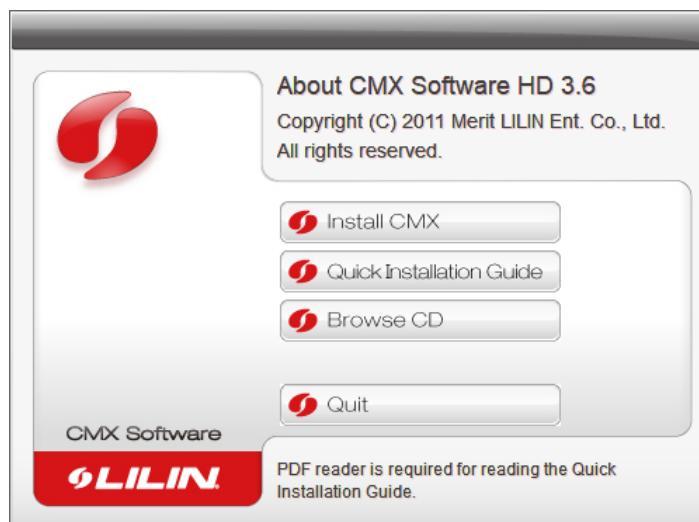 About CMX Software HD 3.6
Copyright (C) 2011 Merit LILIN Ent. Co., Ltd.
All rights reserved.
Install CMX
Quick Installation Guide
Browse CD
Quit
CMX Software
LILIN
PDF reader is required for reading the Quick
Installation Guide.